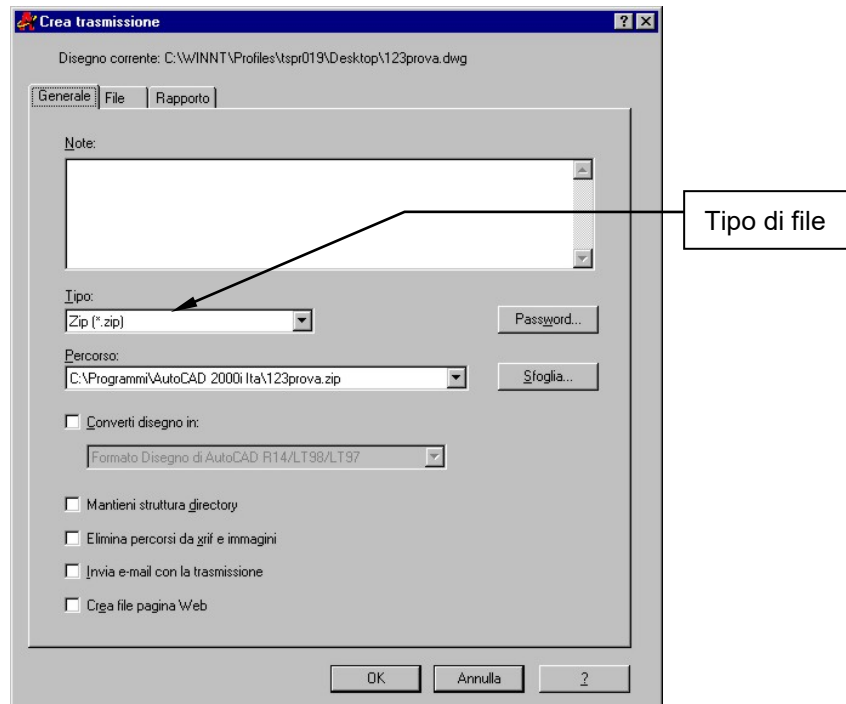 Crea trasmissione
Disegno corrente: C:\WINNT\Profiles\tspr019\Desktop\123prova.dwg
Generale File Rapporto
Note:
Tipo di file
Tipo:
Zip (*.zip)
Password...
Percorso:
C:\Programmi\AutoCAD 2000i Ita\123prova.zip
Sfoglia...
Converti disegno in:
Formato Disegno di AutoCAD R14/LT98/LT97
Mantieni struttura directory
Elimina percorsi da xrif e immagini
Invia e-mail con la trasmissione
Crea file pagina Web
OK Annulla ?